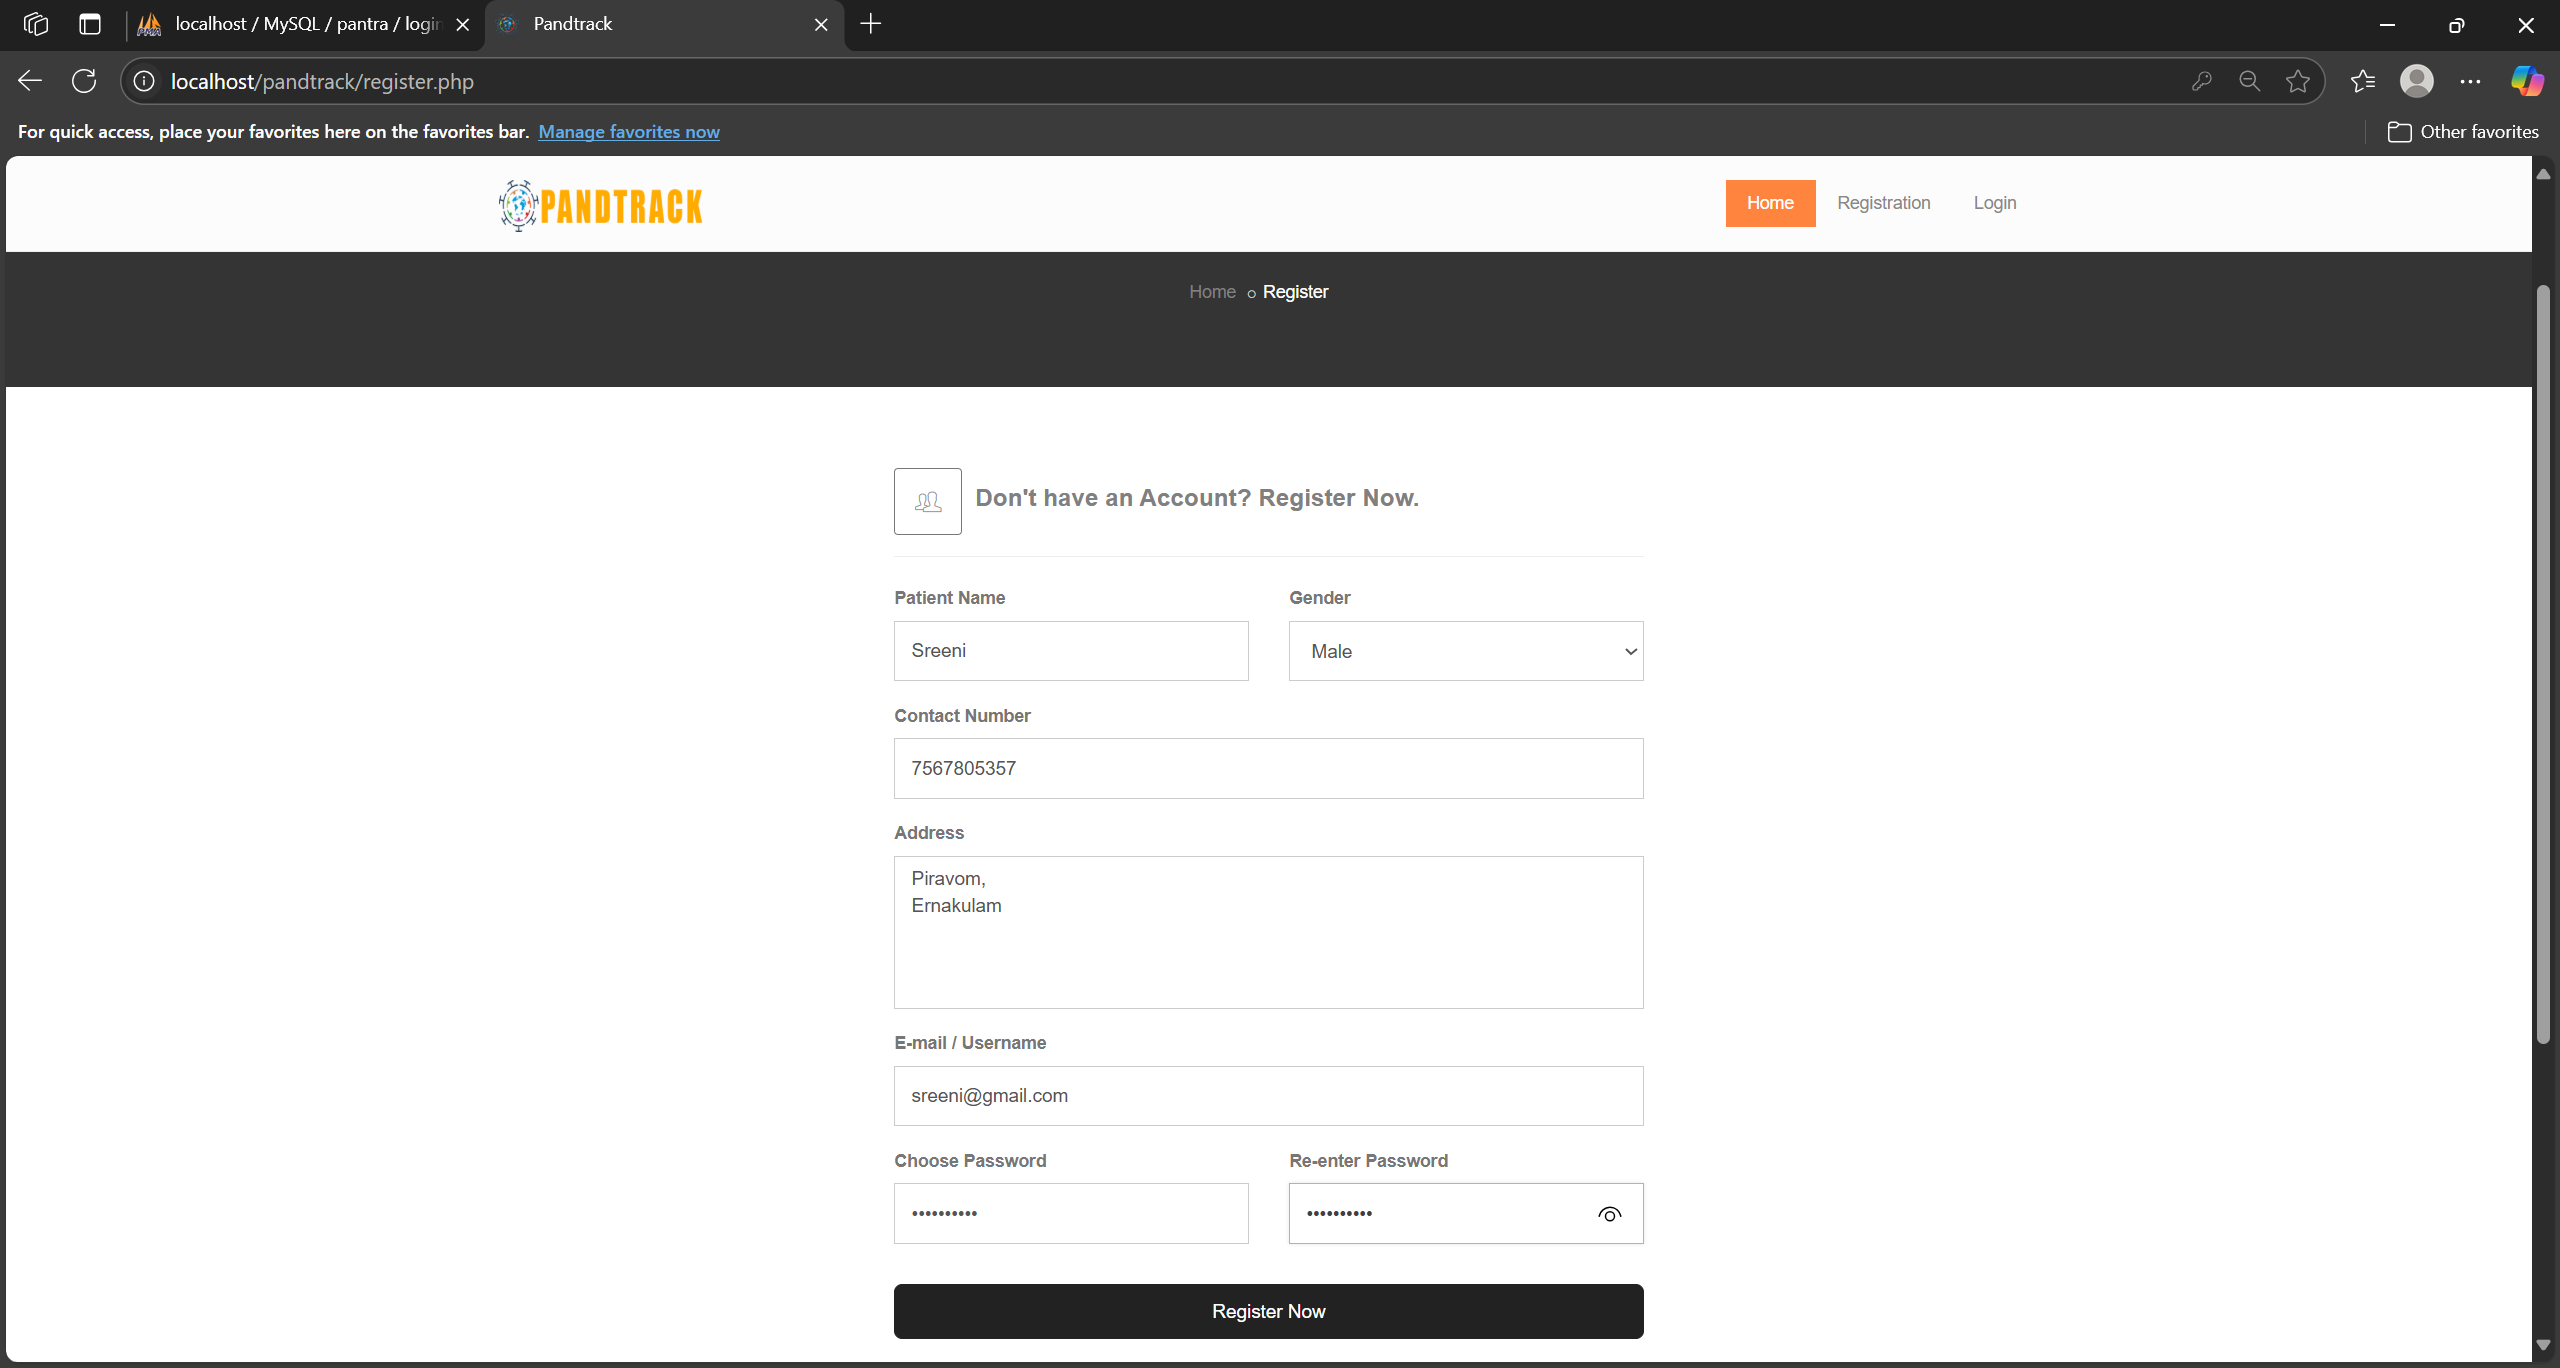 localhost / MySQL / pantra / login
Pandtrack
localhost/pandtrack/register.php
For quick access, place your favorites here on the favorites bar. Manage favorites now
Other favorites
PANDTRACK
Home
Registration
Login
Home
Register
Don't have an Account? Register Now.
Patient Name
Gender
Sreeni
Male
Contact Number
7567805357
Address
Piravom,
Ernakulam
E-mail / Username
sreeni@gmail.com
Choose Password
Re-enter Password
••••••••••
••••••••••
Register Now